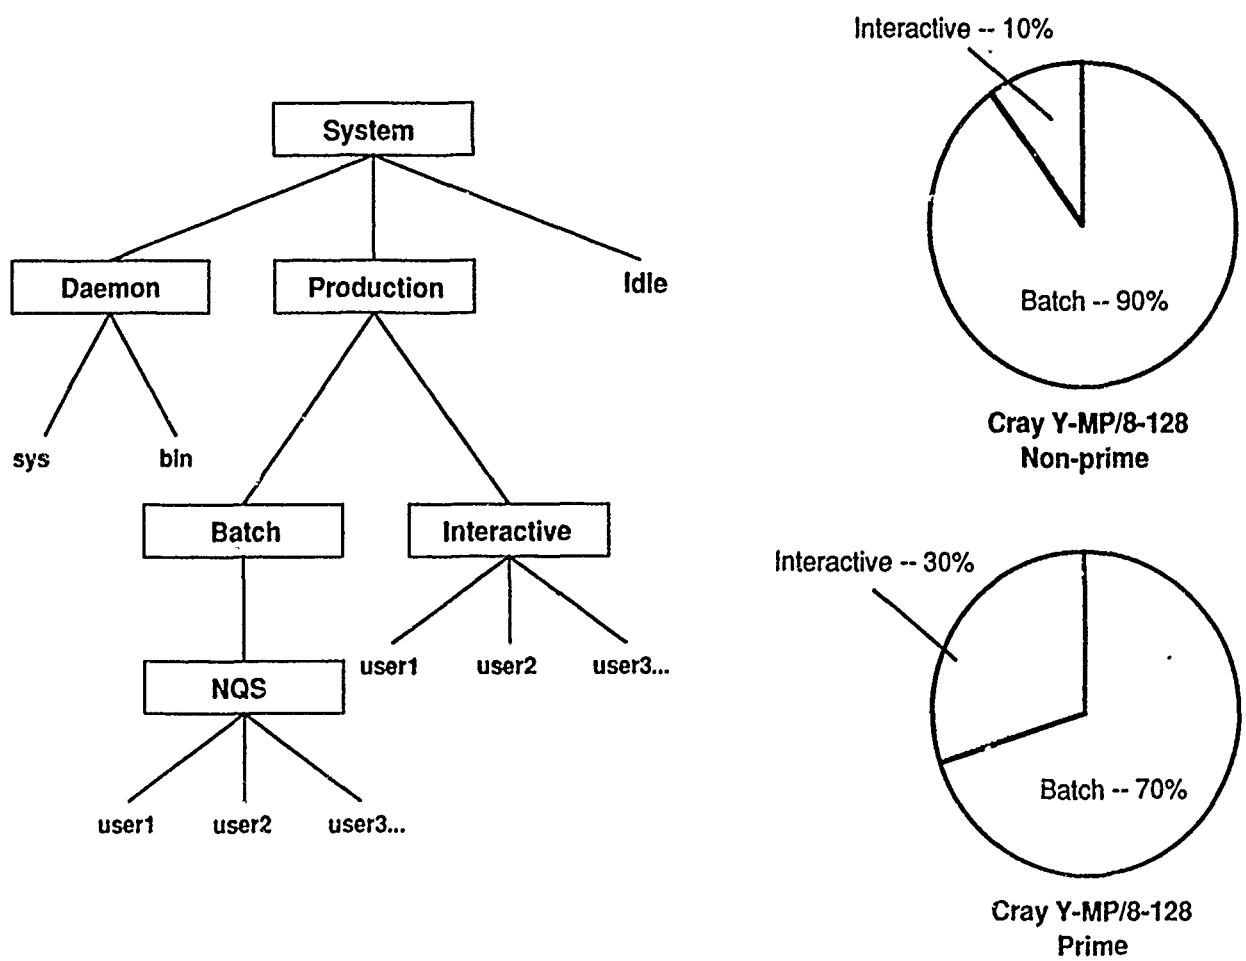 System
Daemon
Production
Idle
sys
bin
Batch
Interactive
NQS
user1
user2
user3...
user1
user2
user3...
Interactive -- 10%
Batch -- 90%
Cray Y-MP/8-128
Non-prime
Interactive -- 30%
Batch -- 70%
Cray Y-MP/8-128
Prime